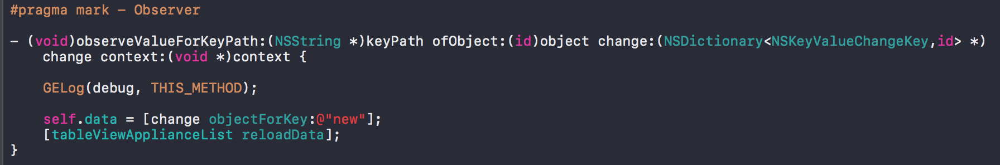 #pragma mark – Observer
– (void)observeValueForKeyPath:(NSString *)keyPath ofObject:(id)object change:(NSDictionary<NSKeyValueChangeKey,id> *)
change context:(void *)context {
GELog(debug, THIS_METHOD);
self.data = [change objectForKey:@"new"];
[tableViewApplianceList reloadData];
}